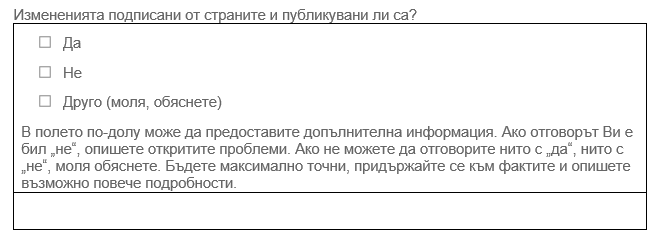 Измененията подписани от страните и публикувани ли са?
☐ Да
☐ Не
☐ Друго (моля, обяснете)
В полето по-долу може да предоставите допълнителна информация. Ако отговорът Ви е
бил „не“, опишете откритите проблеми. Ако не можете да отговорите нито с „да“, нито с
„не“, моля обяснете. Бъдете максимално точни, придържайте се към фактите и опишете
възможно повече подробности.